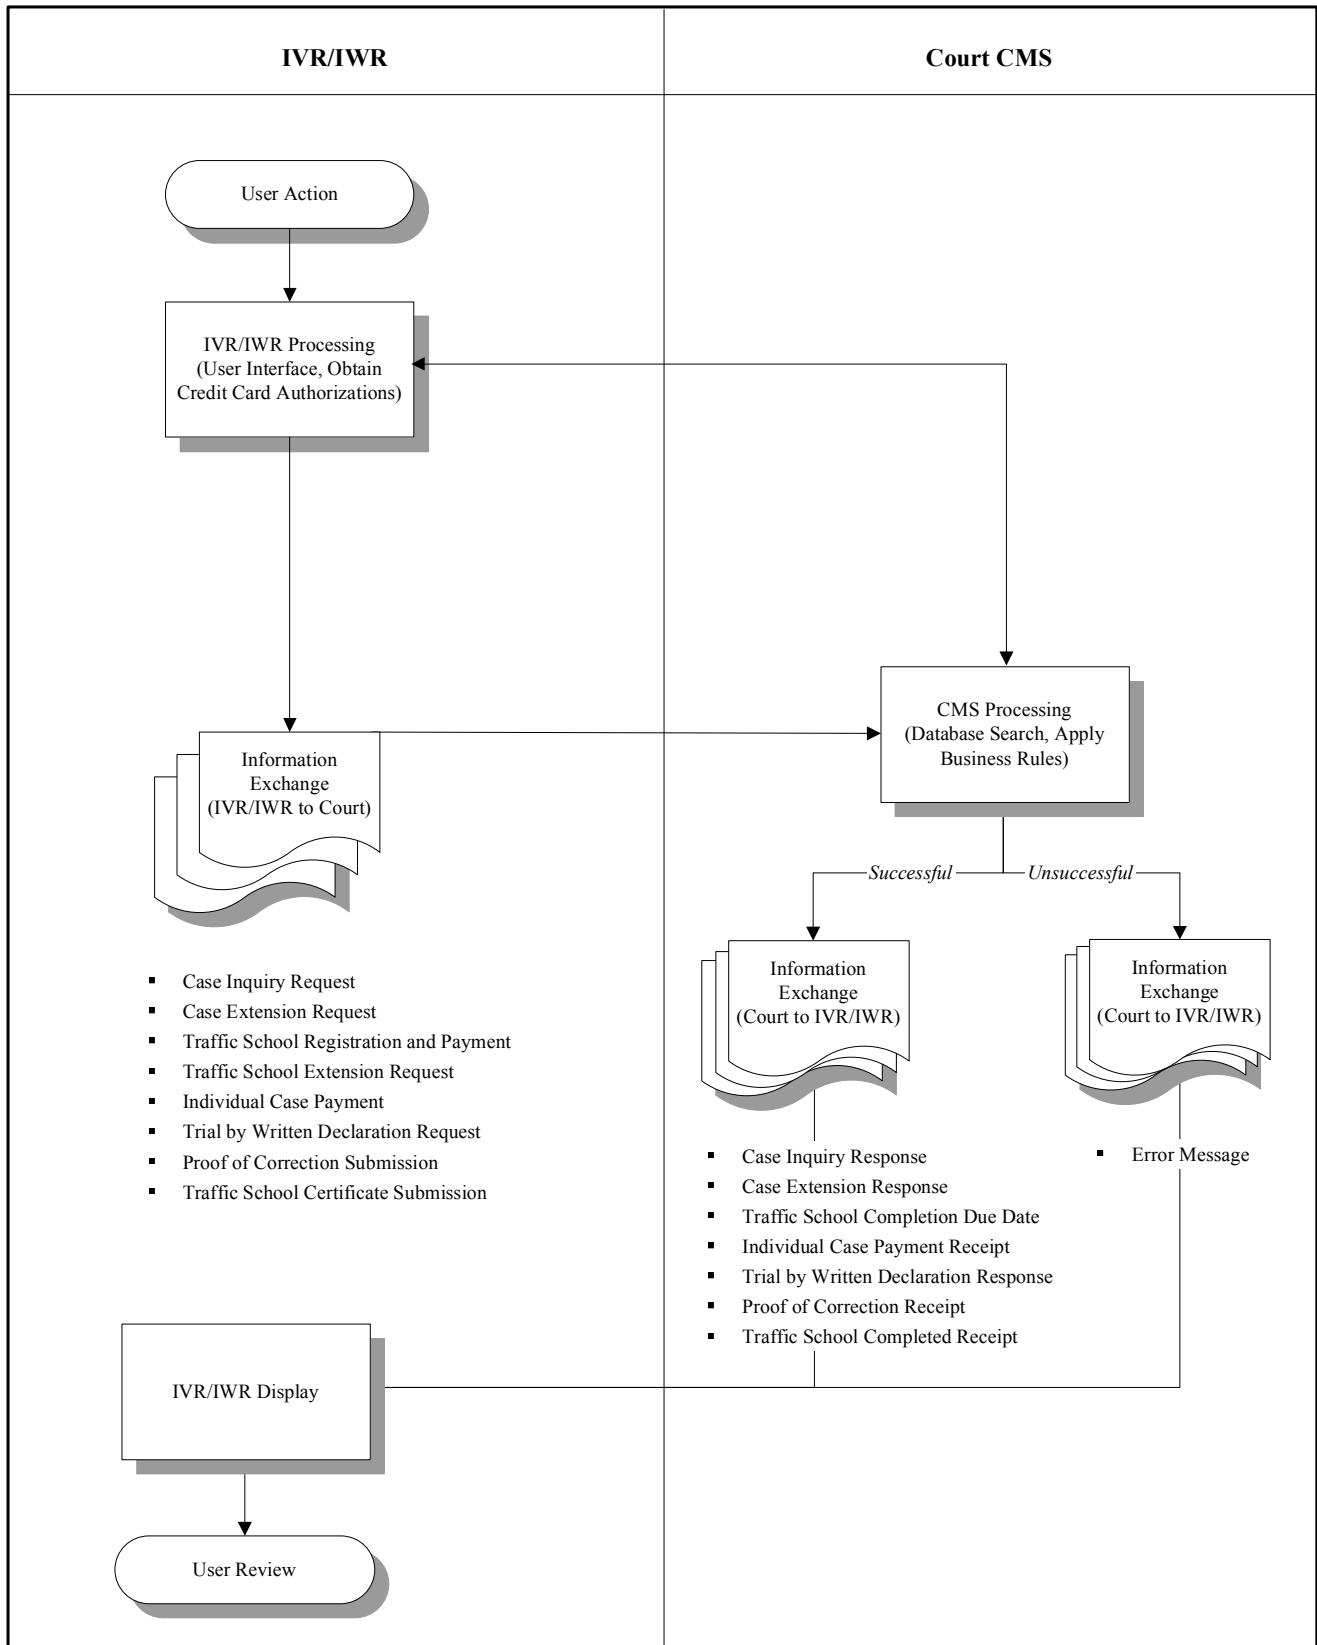 IVR/IWR
Court CMS
User Action
IVR/IWR Processing
(User Interface, Obtain
Credit Card Authorizations)
CMS Processing
(Database Search, Apply
Business Rules)
Information
Exchange
(IVR/IWR to Court)
Successful
Unsuccessful
Information
Exchange
(Court to IVR/IWR)
Information
Exchange
(Court to IVR/IWR)
▪ Case Inquiry Request
▪ Case Extension Request
▪ Traffic School Registration and Payment
▪ Traffic School Extension Request
▪ Individual Case Payment
▪ Trial by Written Declaration Request
▪ Proof of Correction Submission
▪ Traffic School Certificate Submission
▪ Case Inquiry Response
▪ Case Extension Response
▪ Traffic School Completion Due Date
▪ Individual Case Payment Receipt
▪ Trial by Written Declaration Response
▪ Proof of Correction Receipt
▪ Traffic School Completed Receipt
▪ Error Message
IVR/IWR Display
User Review